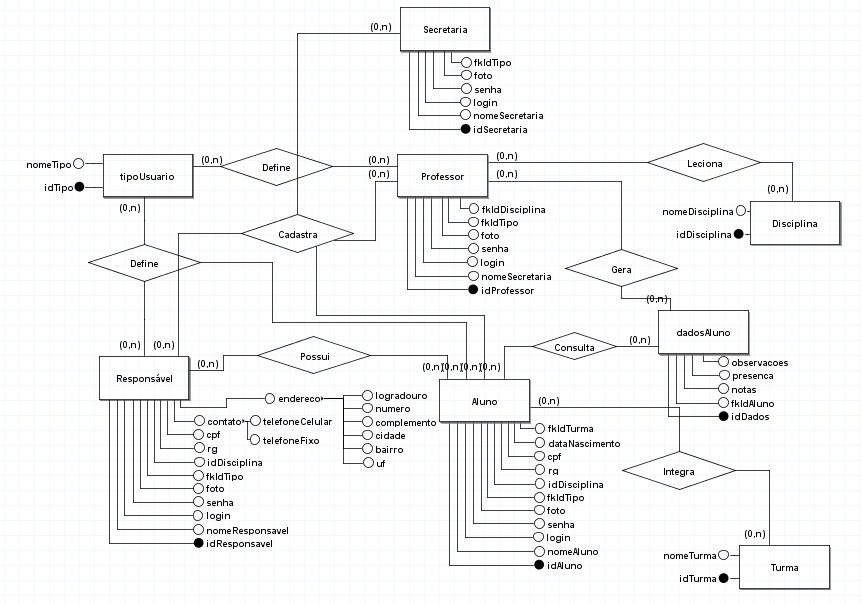 (0,n)
Secretaria
fkIdTipo
foto
senha
login
nomeSecretaria
idSecretaria
nomeTipo
idTipo
tipoUsuario
(0,n)
Define
(0,n)
(0,n)
Professor
(0,n)
(0,n)
Leciona
(0,n)
nomeDisciplina
idDisciplina
Disciplina
(0,n)
fkIdDisciplina
fkIdTipo
foto
senha
login
nomeSecretaria
idProfessor
Cadastra
Define
Gera
(0,n)
dadosAluno
observacoes
presenca
notas
fkIdAluno
idDados
(0,n)
(0,n)
Responsável
(0,n)
Possui
Consulta
(0,n)
(0,n)
(0,n)
(0,n)
(0,n)
Aluno
(0,n)
endereco
logradouro
numero
complemento
cidade
bairro
uf
contato
telefoneCelular
telefoneFixo
cpf
rg
idDisciplina
fkIdTipo
foto
senha
login
nomeResponsavel
idResponsavel
fkIdTurma
dataNascimento
cpf
rg
idDisciplina
fkIdTipo
foto
senha
login
nomeAluno
idAluno
Integra
(0,n)
nomeTurma
idTurma
Turma